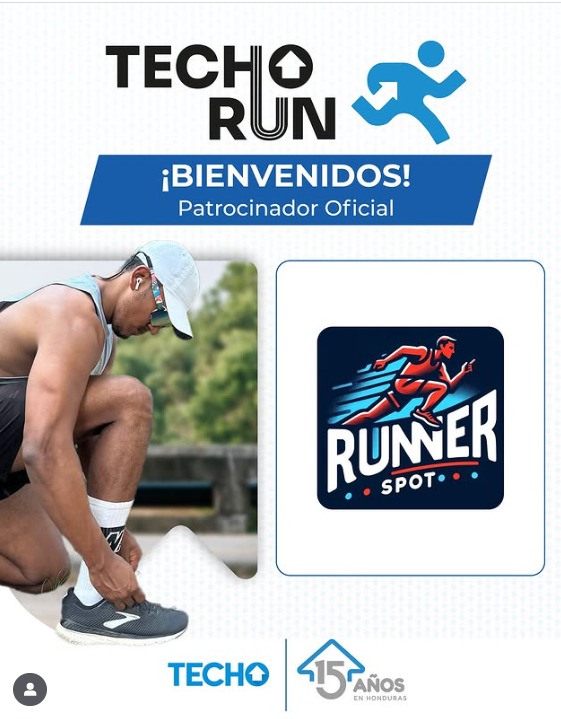 TECHO
RUN
¡BIENVENIDOS!
Patrocinador Oficial
RUNNER
SPOT
TECHO
15 AÑOS
EN HONDURAS